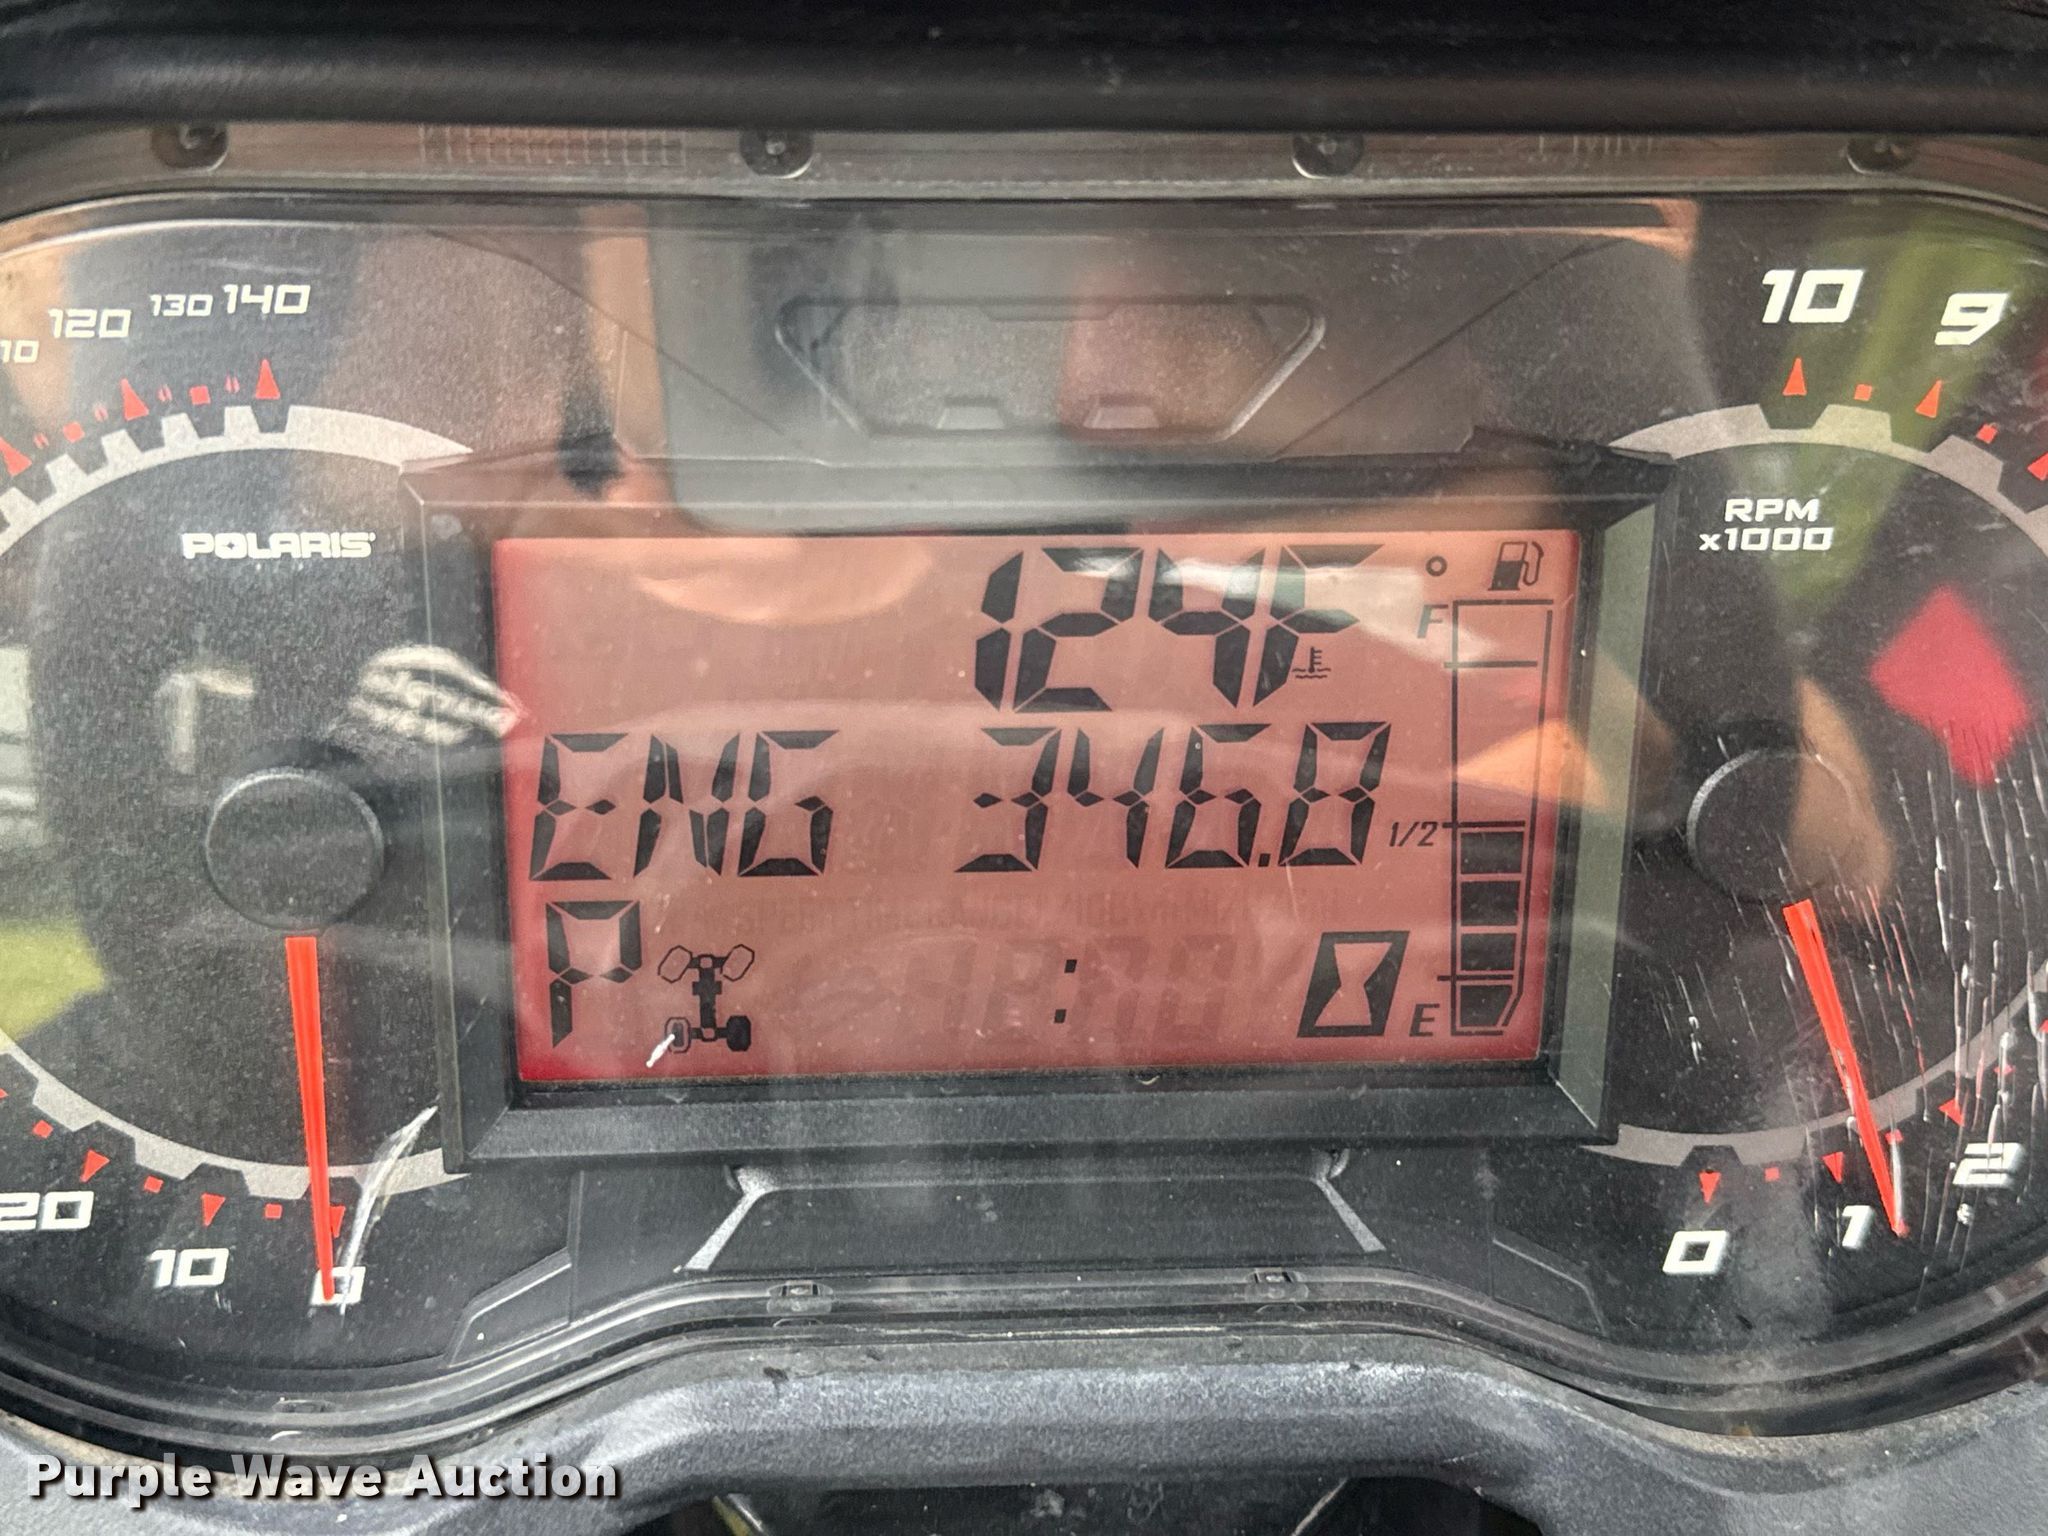 120 130 140
10 9
POLARIS
RPM
x1000
124F °
F
ENG 346.8
1/2
P
:
E
20 10 0
0 1 2
Purple Wave Auction